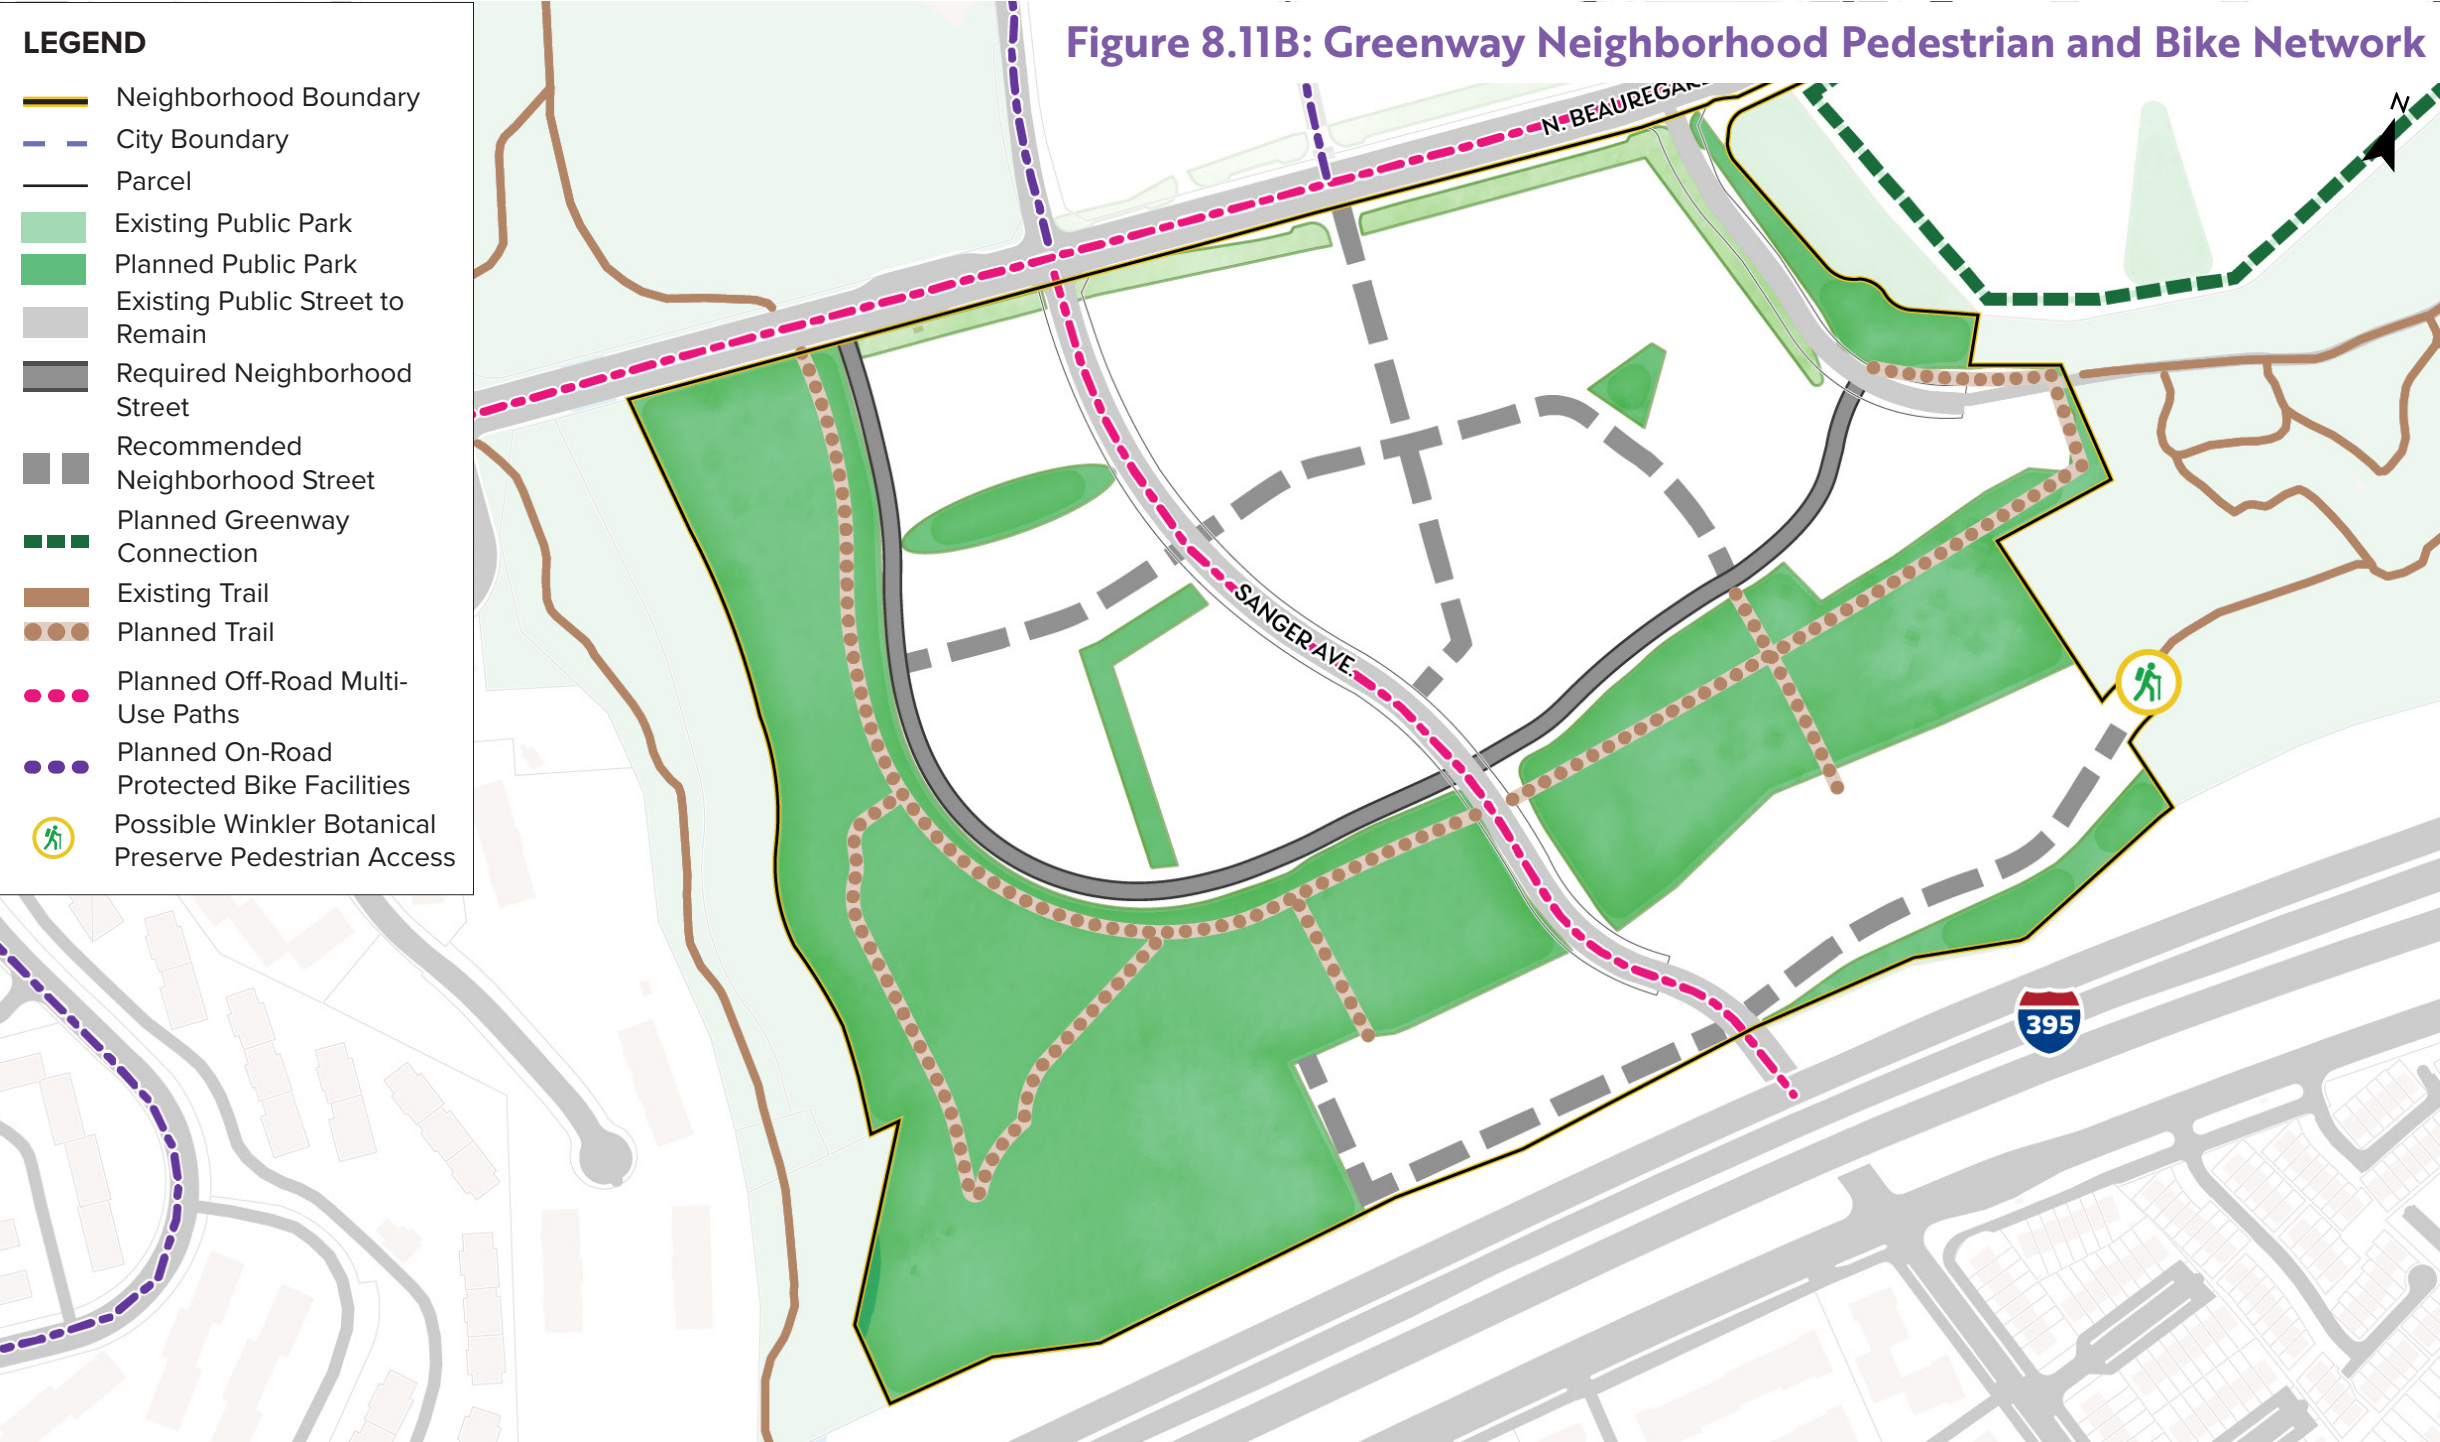 Figure 8.11B: Greenway Neighborhood Pedestrian and Bike Network
LEGEND
Neighborhood Boundary
City Boundary
Parcel
Existing Public Park
Planned Public Park
Existing Public Street to
Remain
Required Neighborhood
Street
Recommended
Neighborhood Street
Planned Greenway
Connection
Existing Trail
Planned Trail
Planned Off-Road Multi-
Use Paths
Planned On-Road
Protected Bike Facilities
Possible Winkler Botanical
Preserve Pedestrian Access
N
N. BEAUREGARD
SANGER AVE.
395